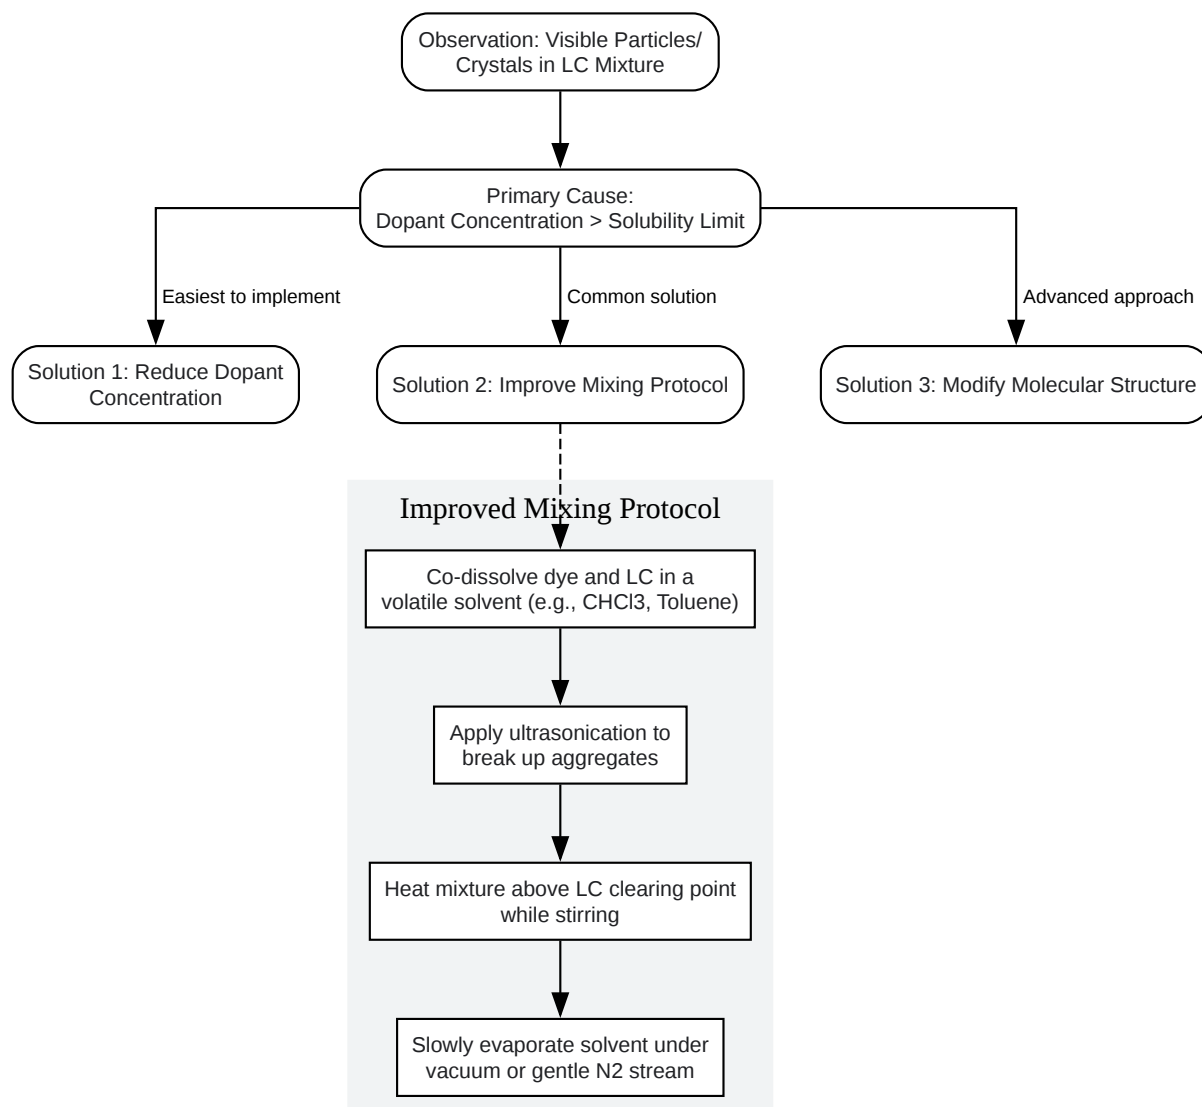 Observation: Visible Particles/
Crystals in LC Mixture
Primary Cause:
Dopant Concentration > Solubility Limit
Easiest to implement
Common solution
Advanced approach
Solution 1: Reduce Dopant
Concentration
Solution 2: Improve Mixing Protocol
Solution 3: Modify Molecular Structure
Improved Mixing Protocol
Co-dissolve dye and LC in a
volatile solvent (e.g., CHCl3, Toluene)
Apply ultrasonication to
break up aggregates
Heat mixture above LC clearing point
while stirring
Slowly evaporate solvent under
vacuum or gentle N2 stream